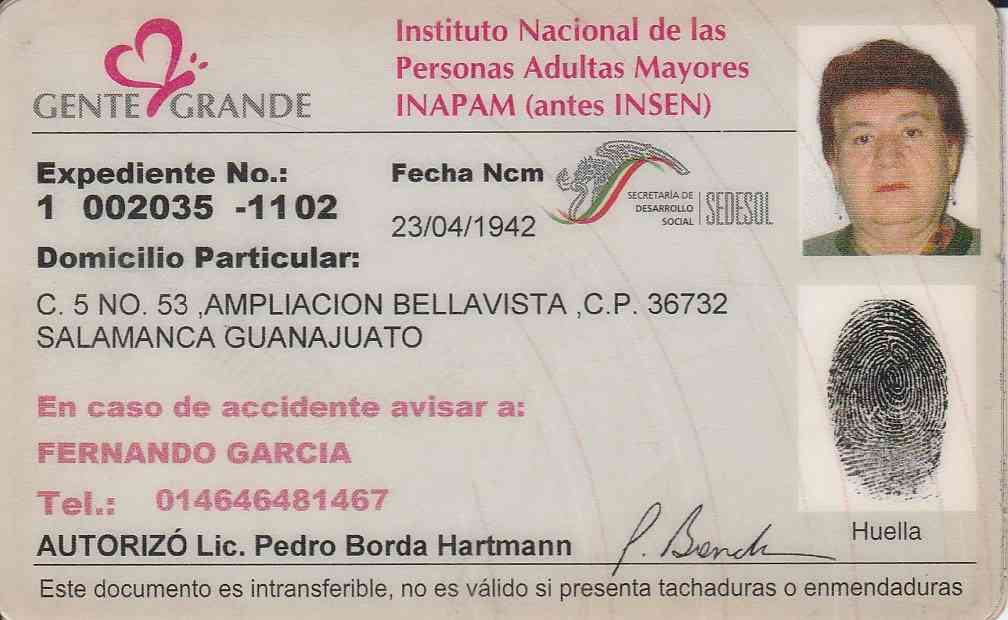 GENTE GRANDE
Instituto Nacional de las
Personas Adultas Mayores
INAPAM (antes INSEN)
Expediente No.:
1 002035 -1102
Fecha Ncm
23/04/1942
SECRETARÍA DE
DESARROLLO
SOCIAL
SEDESOL
Domicilio Particular:
C. 5 NO. 53 ,AMPLIACION BELLAVISTA ,C.P. 36732
SALAMANCA GUANAJUATO
En caso de accidente avisar a:
FERNANDO GARCIA
Tel.: 014646481467
AUTORIZÓ Lic. Pedro Borda Hartmann
Huella
Este documento es intransferible, no es válido si presenta tachaduras o enmendaduras